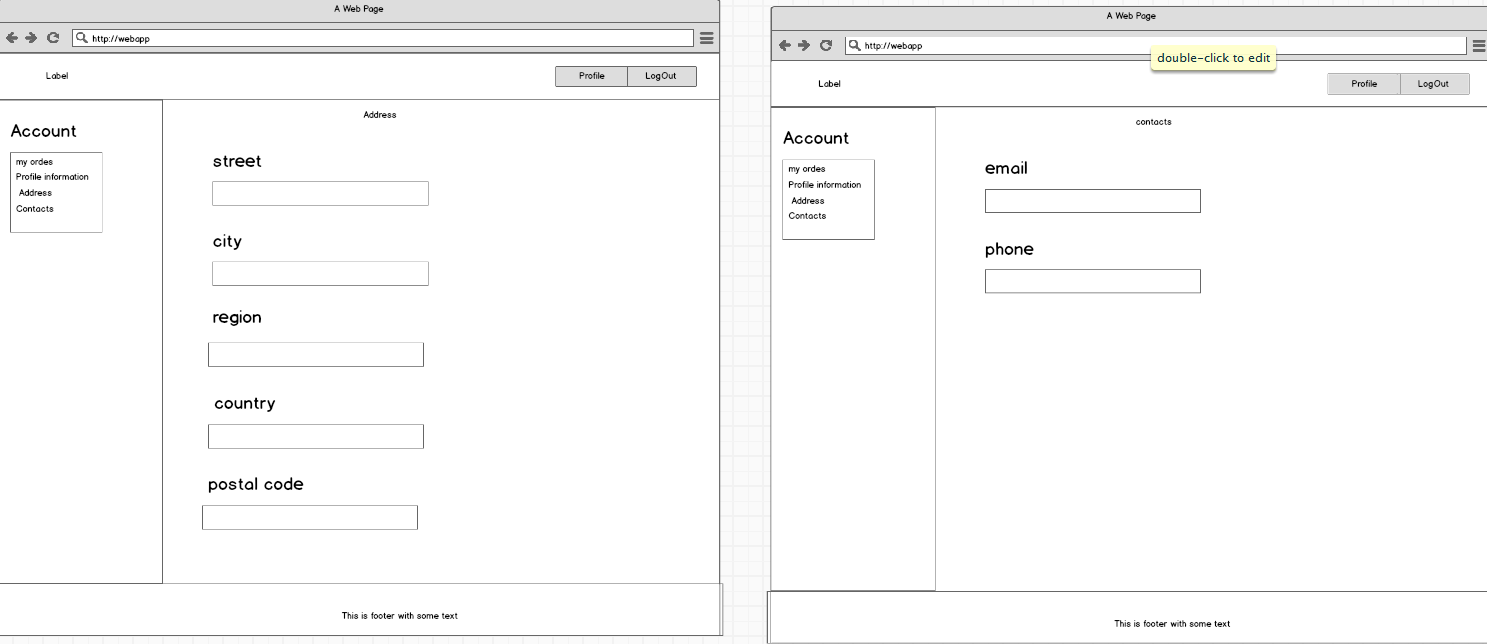 A Web Page
http://webapp
Label
Profile
LogOut
Address
Account
my ordes
Profile information
Address
Contacts
street
city
region
country
postal code
This is footer with some text
A Web Page
http://webapp
double-click to edit
Label
Profile
LogOut
contacts
Account
my ordes
Profile information
Address
Contacts
email
phone
This is footer with some text